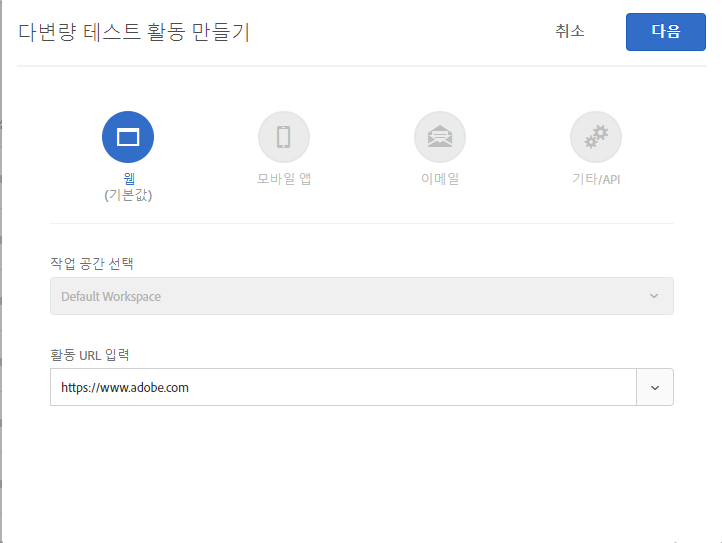 다변량 테스트 활동 만들기
취소
다음
웹
(기본값)
모바일 앱
이메일
기타/API
작업 공간 선택
Default Workspace
활동 URL 입력
https://www.adobe.com